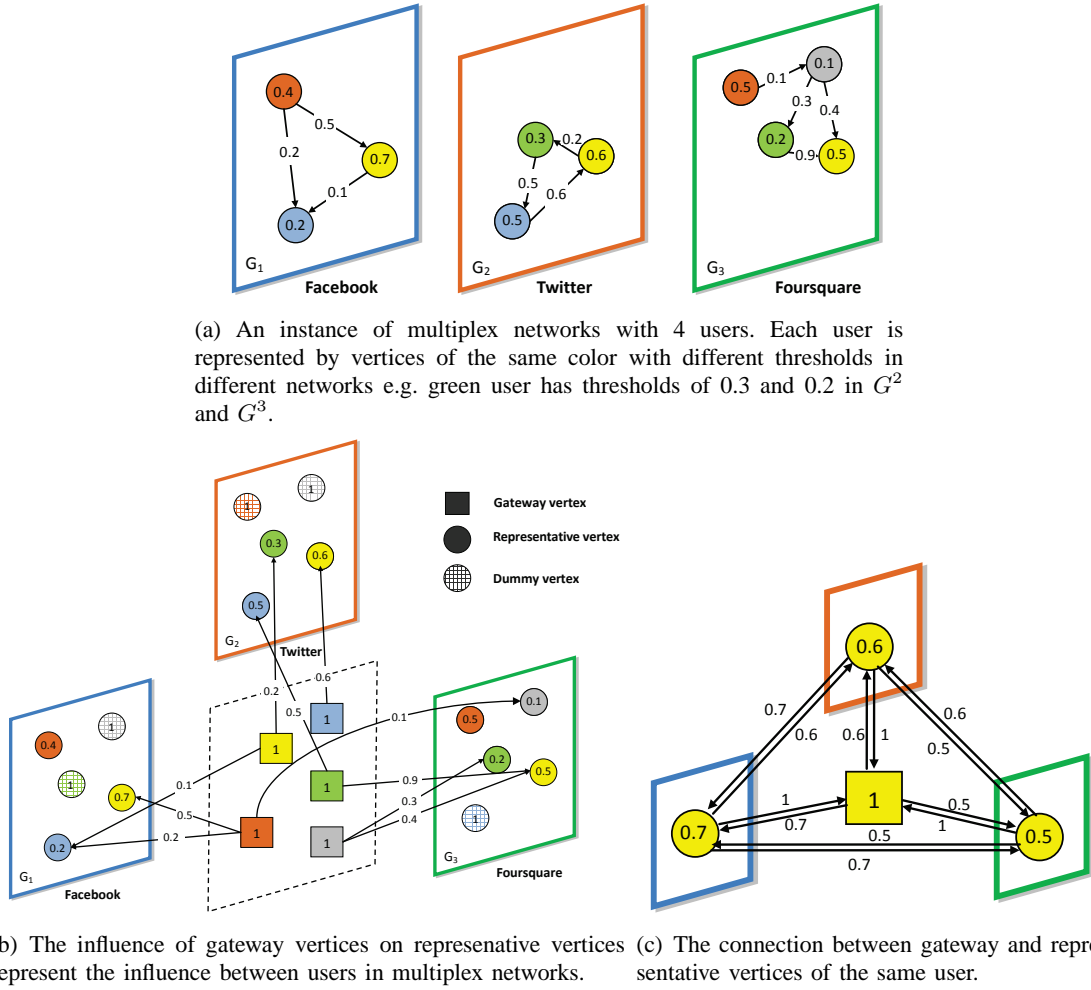 0.4
0.5
0.2
0.7
0.1
0.2
G1
Facebook
0.3
0.2
0.6
0.5
0.6
0.5
G2
Twitter
0.5
0.1
0.1
0.3
0.4
0.2
0.9
0.5
G3
Foursquare
(a) An instance of multiplex networks with 4 users. Each user is
represented by vertices of the same color with different thresholds in
different networks e.g. green user has thresholds of 0.3 and 0.2 in G2
and G3.
1
1
0.3
0.6
0.5
G2
Twitter
Gateway vertex
Representative vertex
Dummy vertex
1
0.4
1
0.7
0.2
G1
Facebook
0.1
0.5
0.2
0.2
0.6
0.5
1
1
1
1
1
0.1
0.9
0.3
0.4
0.1
0.5
0.2
0.5
1
G3
Foursquare
0.6
0.7
0.6
0.6
1
0.6
0.5
1
1
0.7
0.5
1
0.7
0.5
0.5
0.7
b) The influence of gateway vertices on represenative vertices
epresent the influence between users in multiplex networks.
(c) The connection between gateway and repre
sentative vertices of the same user.